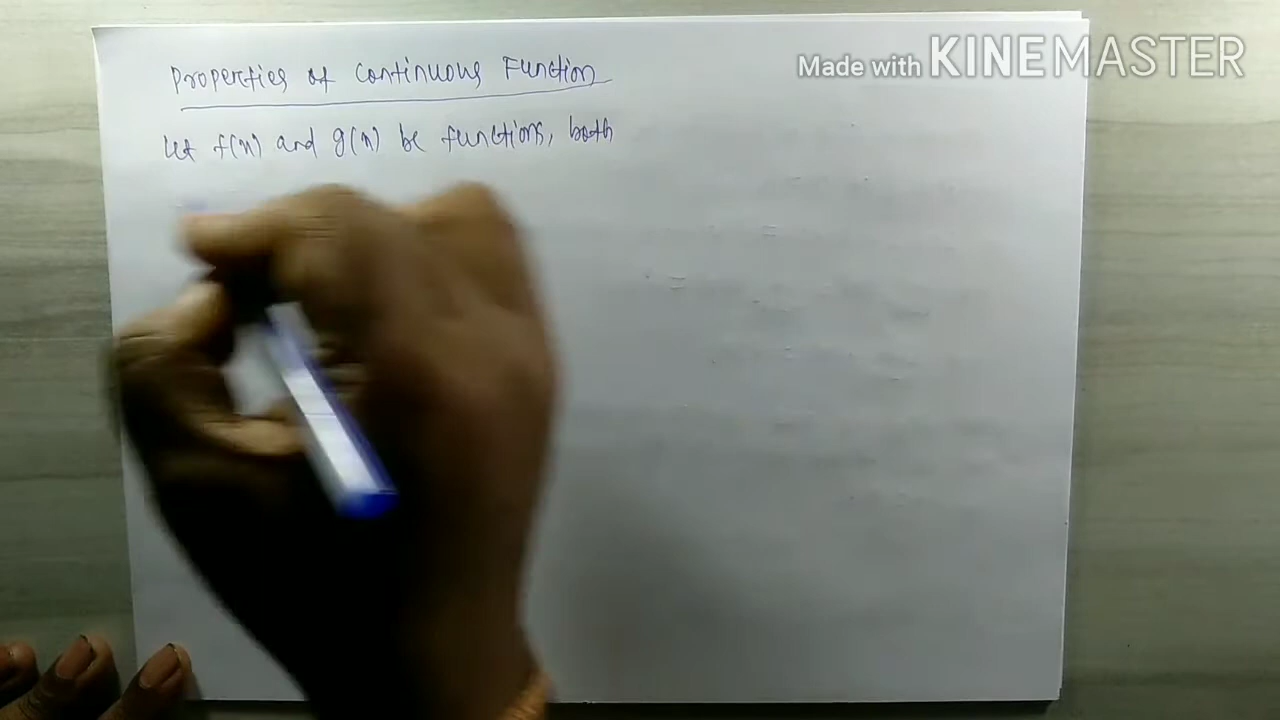 Made with KINEMASTER
Properties of Continuous Function
Let f(x) and g(x) be functions, both